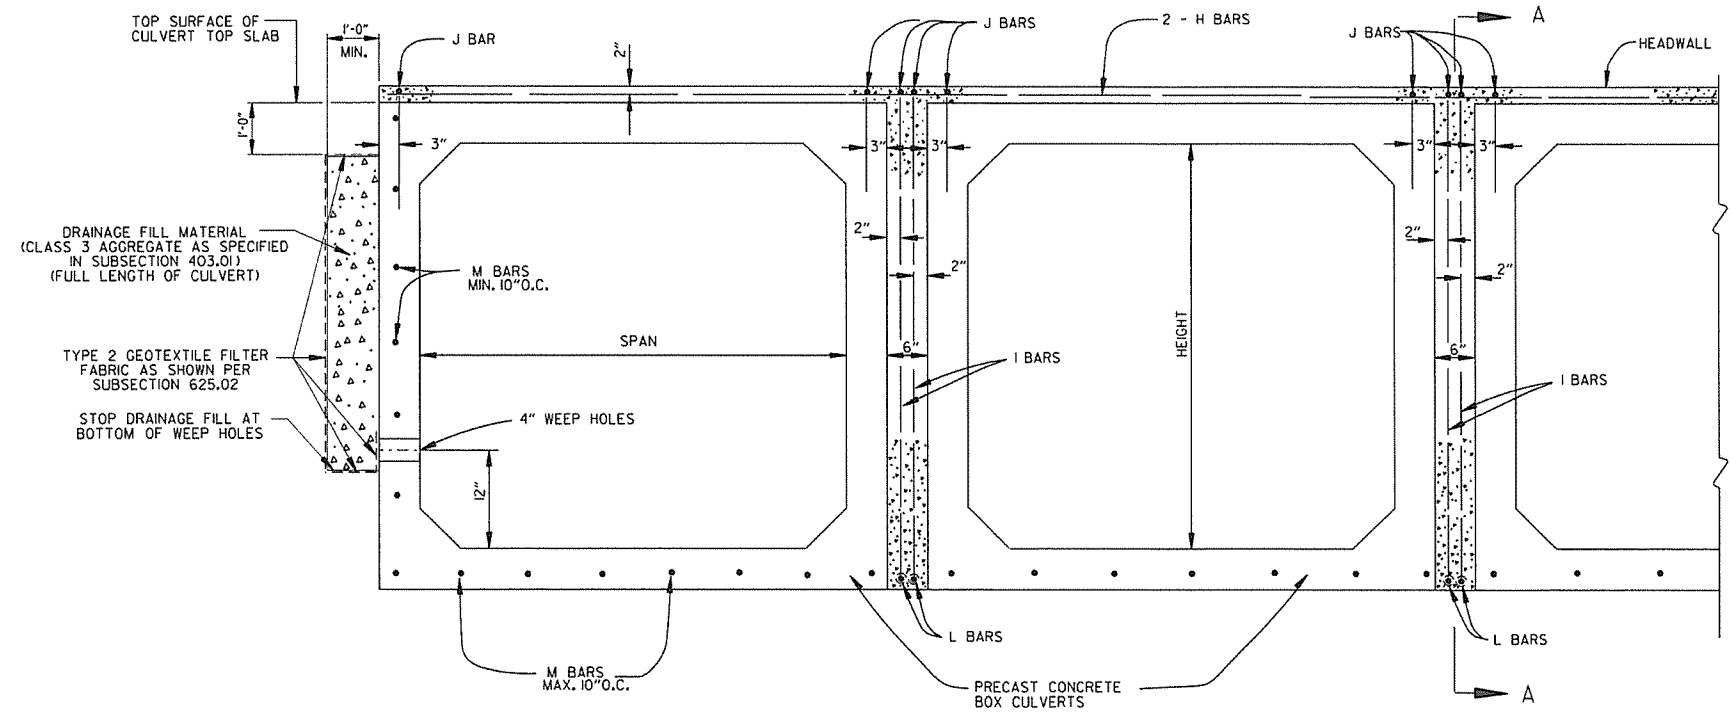 TOP SURFACE OF
CULVERT TOP SLAB
1'-0"
MIN.
J BAR
2"
J BARS
2 - H BARS
J BARS
A
HEADWALL
1'-0"
3"
3"
3"
3"
3"
DRAINAGE FILL MATERIAL
(CLASS 3 AGGREGATE AS SPECIFIED
IN SUBSECTION 403.01)
(FULL LENGTH OF CULVERT)
M BARS
MIN. 10"O.C.
2"
2"
2"
2"
TYPE 2 GEOTEXTILE FILTER
FABRIC AS SHOWN PER
SUBSECTION 625.02
SPAN
6"
I BARS
HEIGHT
6"
I BARS
STOP DRAINAGE FILL AT
BOTTOM OF WEEP HOLES
4" WEEP HOLES
12"
L BARS
L BARS
M BARS
MAX. 10"O.C.
PRECAST CONCRETE
BOX CULVERTS
A